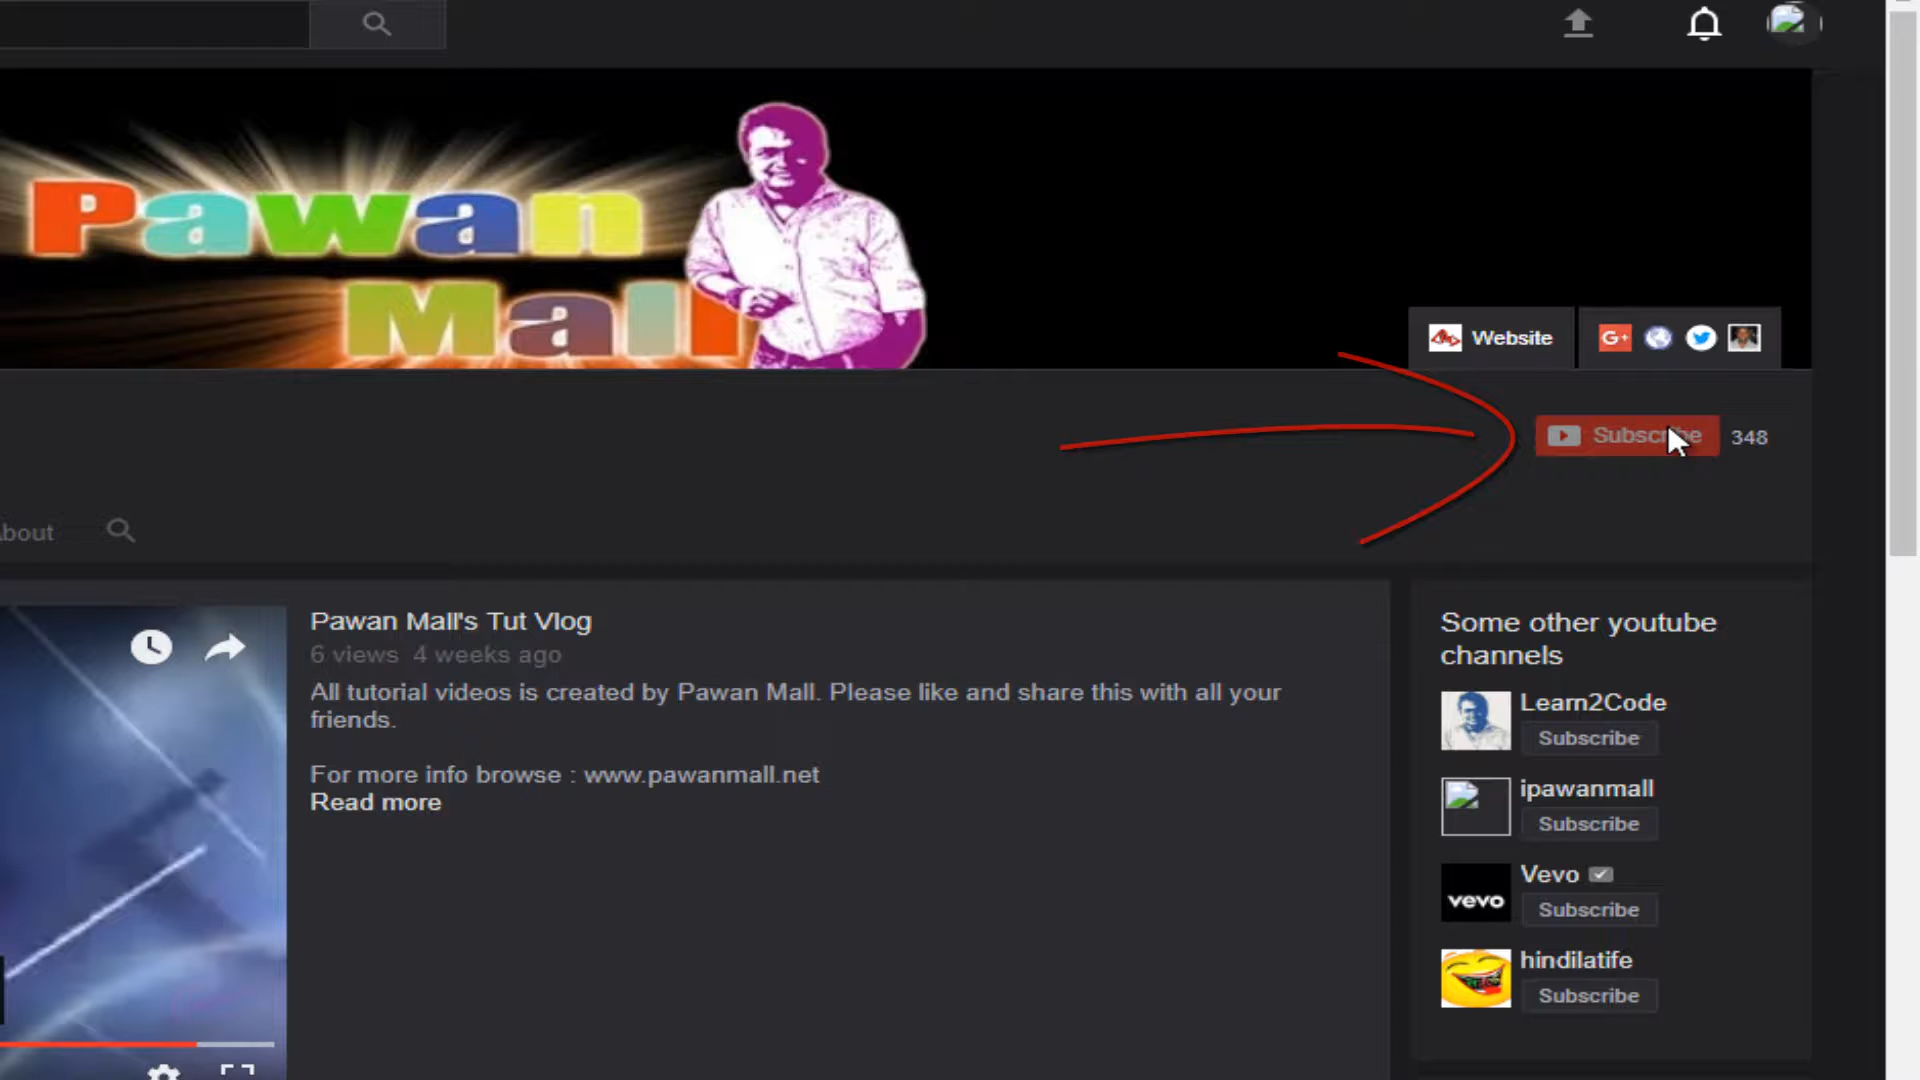 Pawan
Mall
Website
G+
Subscribe 348
About
Pawan Mall's Tut Vlog
6 views 4 weeks ago
All tutorial videos is created by Pawan Mall. Please like and share this with all your
friends.
For more info browse : www.pawanmall.net
Read more
Some other youtube
channels
Learn2Code
Subscribe
ipawanmall
Subscribe
vevo
Vevo
Subscribe
hindilatife
Subscribe